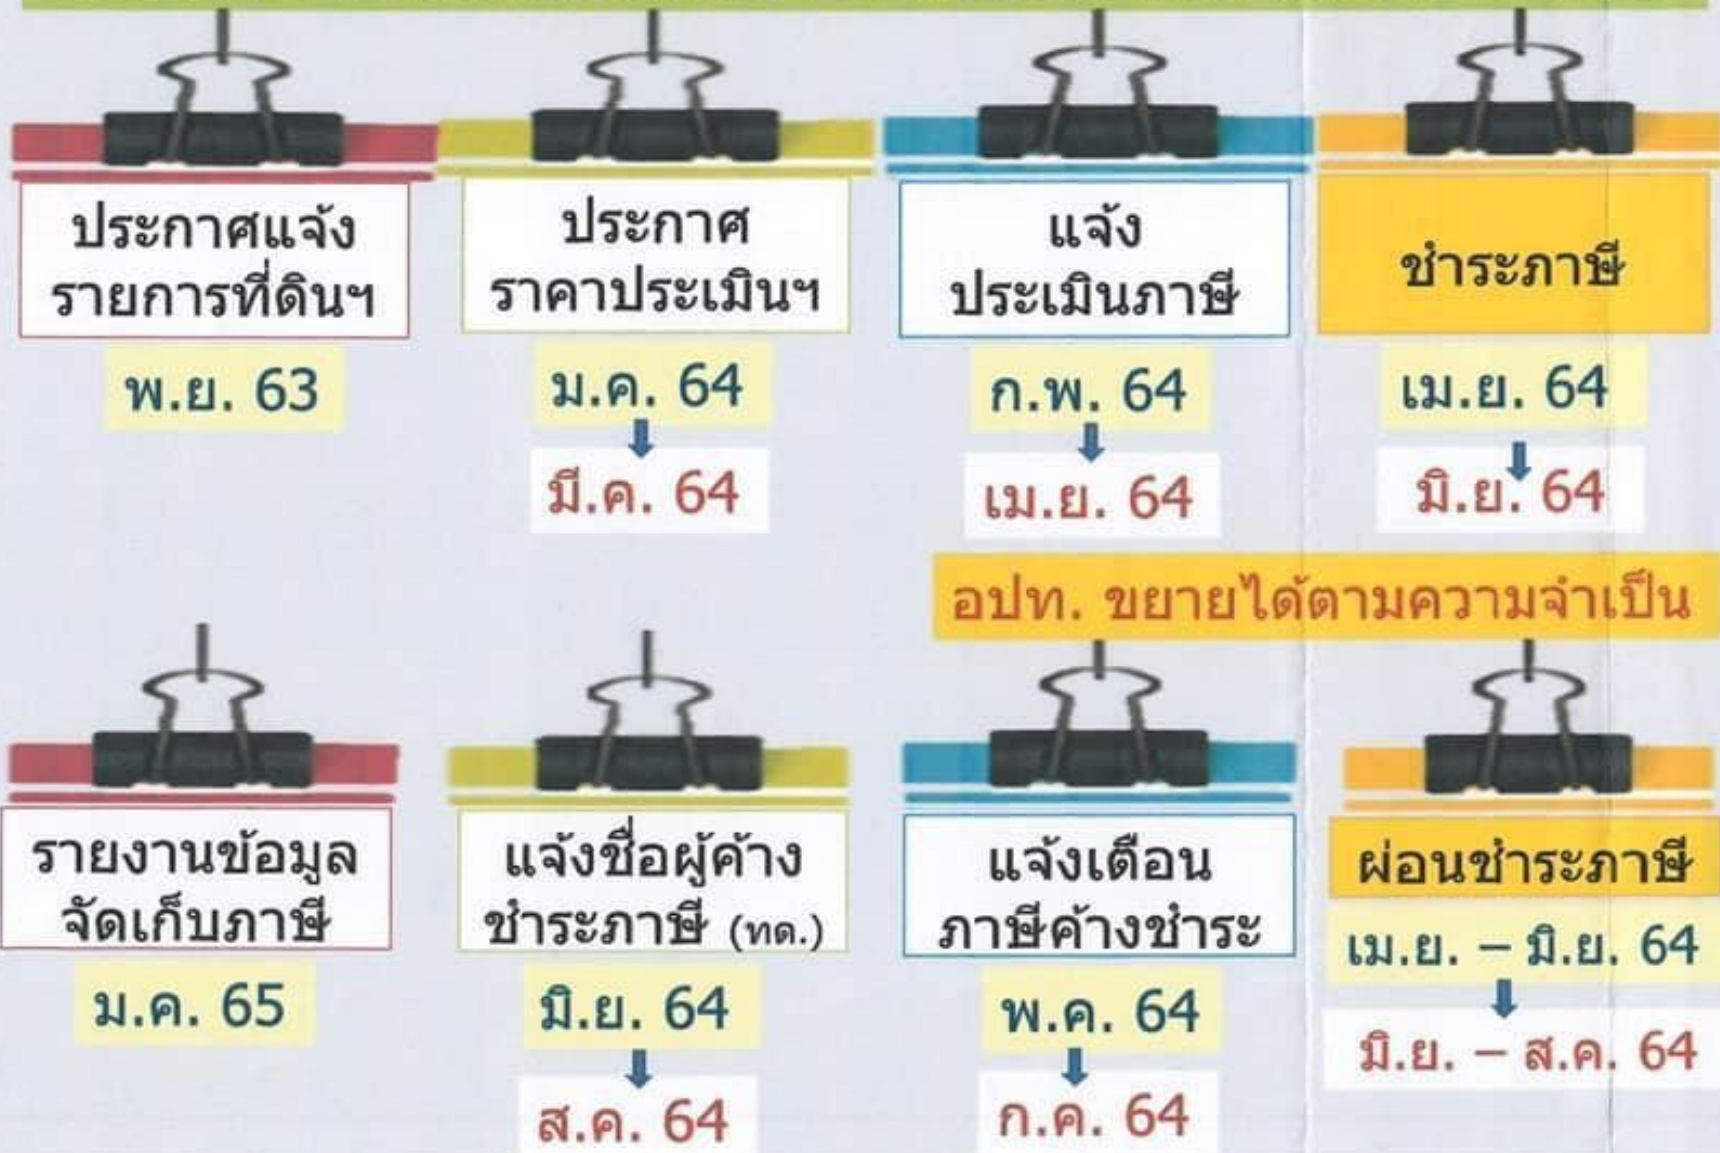 ประกาศแจ้ง
รายการที่ดินฯ
พ.ย. 63
ประกาศ
ราคาประเมินฯ
ม.ค. 64
มี.ค. 64
แจ้ง
ประเมินภาษี
ก.พ. 64
เม.ย. 64
ชำระภาษี
เม.ย. 64
มิ.ย. 64
อปท. ขยายได้ตามความจำเป็น
รายงานข้อมูล
จัดเก็บภาษี
ม.ค. 65
แจ้งชื่อผู้ค้าง
ชำระภาษี (ทด.)
มิ.ย. 64
ส.ค. 64
แจ้งเตือน
ภาษีค้างชำระ
พ.ค. 64
ก.ค. 64
ผ่อนชำระภาษี
เม.ย. – มิ.ย. 64
มิ.ย. – ส.ค. 64